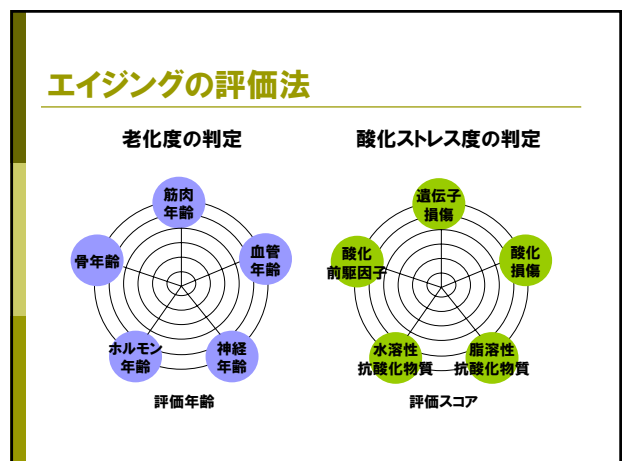 エイジングの評価法
老化度の判定
筋肉
年齢
血管
年齢
骨年齢
ホルモン
年齢
神経
年齢
評価年齢
酸化ストレス度の判定
遺伝子
損傷
酸化
損傷
酸化
前駆因子
水溶性
抗酸化物質
脂溶性
抗酸化物質
評価スコア